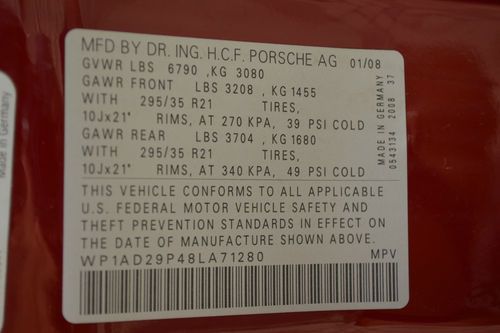 MFD BY DR. ING. H.C.F. PORSCHE AG 01/08
GVWR LBS 6790 ,KG 3080
GAWR FRONT LBS 3208 , KG 1455
WITH 295/35 R21 TIRES,
10Jx21" RIMS, AT 270 KPA, 39 PSI COLD
GAWR REAR LBS 3704 , KG 1680
WITH 295/35 R21 TIRES,
10Jx21" RIMS, AT 340 KPA, 49 PSI COLD
MADE IN GERMANY
0543134 2008 37
THIS VEHICLE CONFORMS TO ALL APPLICABLE
U.S. FEDERAL MOTOR VEHICLE SAFETY AND
THEFT PREVENTION STANDARDS IN EFFECT ON
THE DATE OF MANUFACTURE SHOWN ABOVE.
WP1AD29P48LA71280 MPV
Made in Germany